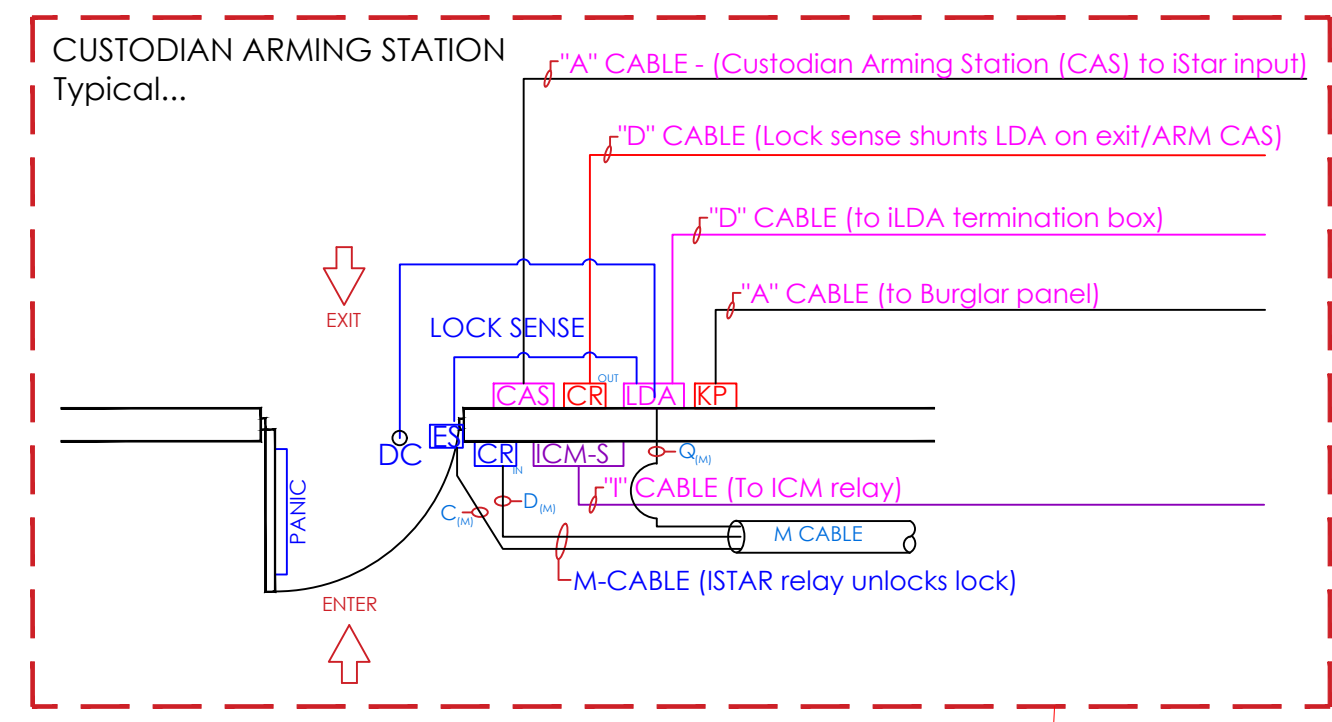 CUSTODIAN ARMING STATION
Typical...
"A" CABLE - (Custodian Arming Station (CAS) to iStar input)
"D" CABLE (Lock sense shunts LDA on exit/ARM CAS)
"D" CABLE (to iLDA termination box)
"A" CABLE (to Burglar panel)
EXIT
LOCK SENSE
CAS
CR
OUT
LDA
KP
DC
ES
CR
IN
ICM-S
Q(M)
"I" CABLE (To ICM relay)
PANIC
C(M)
D(M)
M CABLE
M-CABLE (ISTAR relay unlocks lock)
ENTER